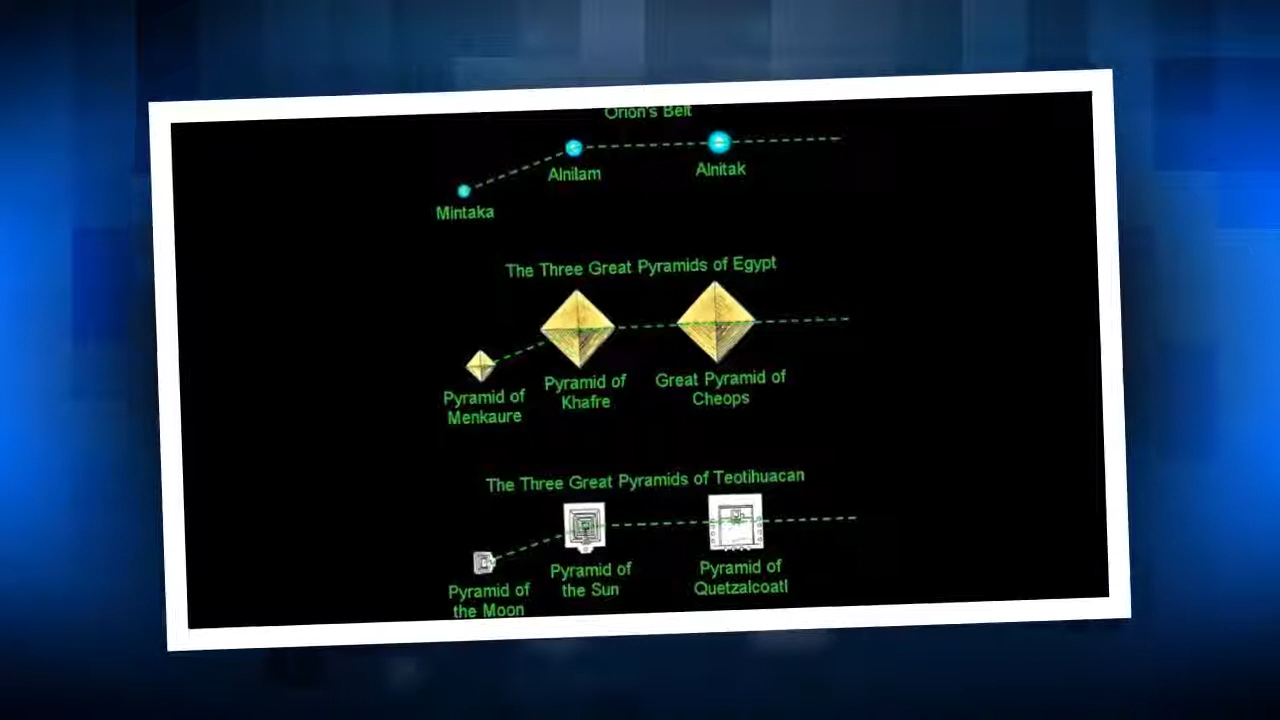 Orion's Belt
Alnilam
Alnitak
Mintaka
The Three Great Pyramids of Egypt
Pyramid of
Khafre
Great Pyramid of
Cheops
Pyramid of
Menkaure
The Three Great Pyramids of Teotihuacan
Pyramid of
the Sun
Pyramid of
Quetzalcoatl
Pyramid of
the Moon